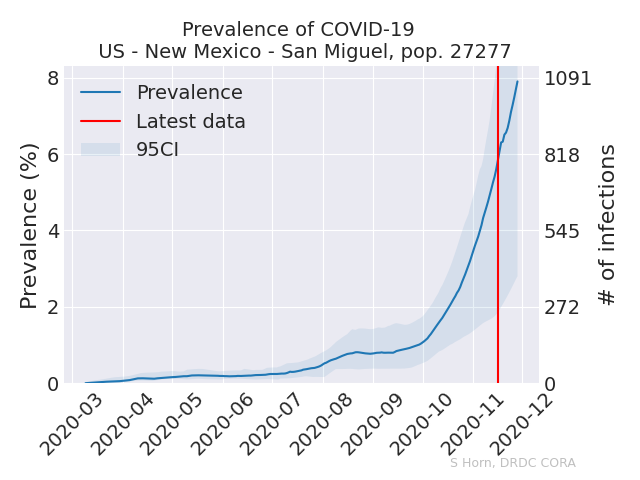 Prevalence of COVID-19
US - New Mexico - San Miguel, pop. 27277
Prevalence
Latest data
95CI
Prevalence (%)
8
6
4
2
0
1091
818
545
272
0
# of infections
2020-03
2020-04
2020-05
2020-06
2020-07
2020-08
2020-09
2020-10
2020-11
2020-12
S Horn, DRDC CORA